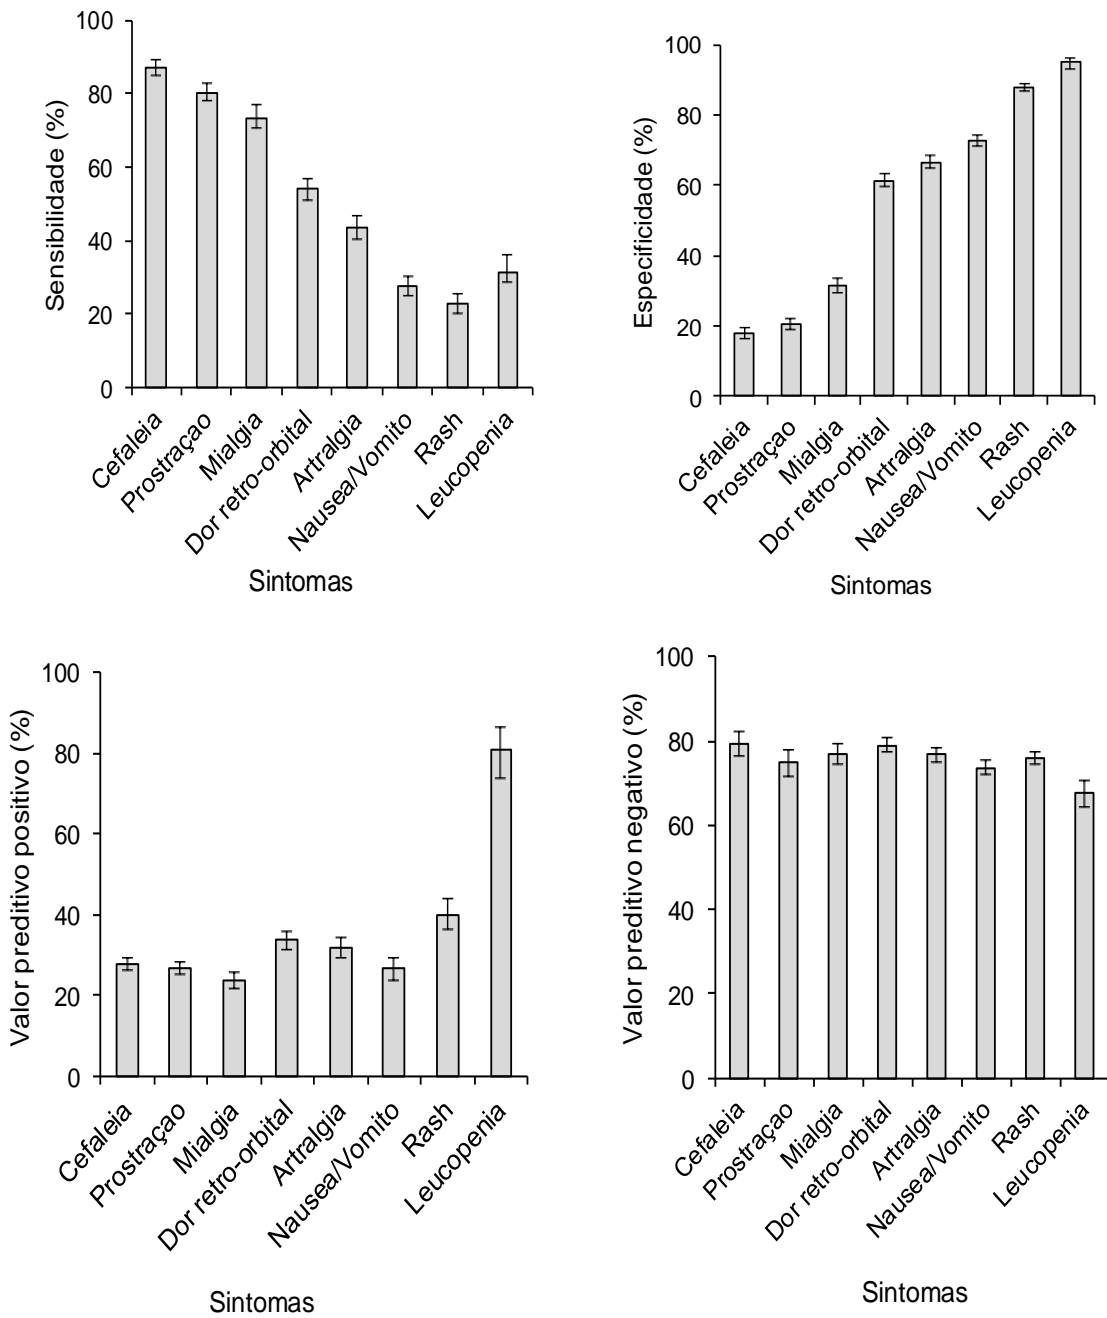 Sensibilidade (%)
100
80
60
40
20
0
Cefaleia
Prostraçao
Mialgia
Dor retro-orbital
Artralgia
Nausea/Vomito
Rash
Leucopenia
Sintomas
Especificidade (%)
100
80
60
40
20
0
Cefaleia
Prostraçao
Mialgia
Dor retro-orbital
Artralgia
Nausea/Vomito
Rash
Leucopenia
Sintomas
Valor preditivo positivo (%)
100
80
60
40
20
0
Cefaleia
Prostraçao
Mialgia
Dor retro-orbital
Artralgia
Nausea/Vomito
Rash
Leucopenia
Sintomas
Valor preditivo negativo (%)
100
80
60
40
20
0
Cefaleia
Prostraçao
Mialgia
Dor retro-orbital
Artralgia
Nausea/Vomito
Rash
Leucopenia
Sintomas